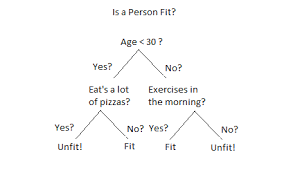 Is a Person Fit?
Age < 30 ?
Yes?
No?
Eat's a lot
of pizzas?
Exercises in
the morning?
Yes?
No?
Yes?
No?
Unfit!
Fit
Fit
Unfit!